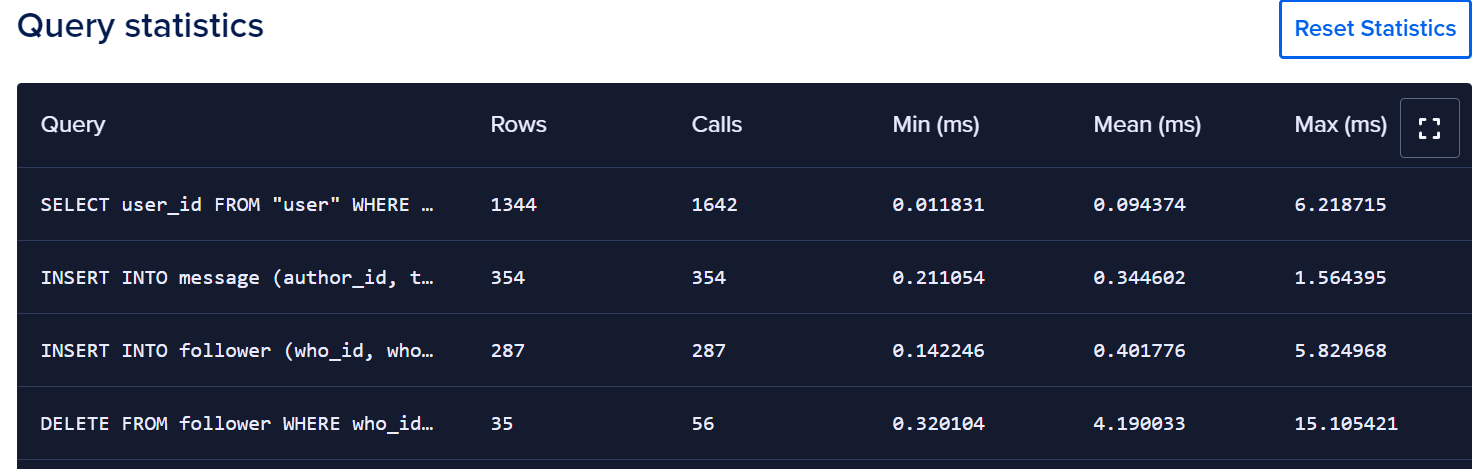 Query statistics
Reset Statistics
Query Rows Calls Min (ms) Mean (ms) Max (ms)
SELECT user_id FROM "user" WHERE … 1344 1642 0.011831 0.094374 6.218715
INSERT INTO message (author_id, t… 354 354 0.211054 0.344602 1.564395
INSERT INTO follower (who_id, who… 287 287 0.142246 0.401776 5.824968
DELETE FROM follower WHERE who_id… 35 56 0.320104 4.190033 15.105421